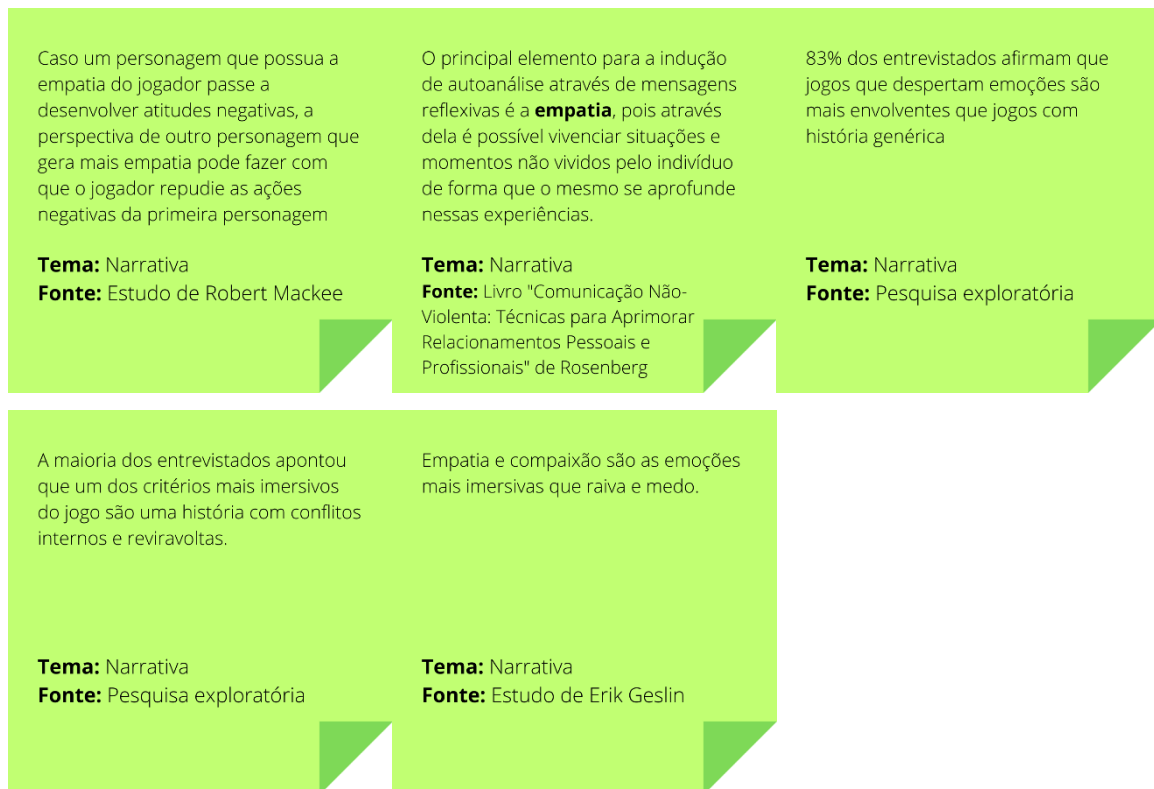 Caso um personagem que possua a
empatia do jogador passe a
desenvolver atitudes negativas, a
perspectiva de outro personagem que
gera mais empatia pode fazer com
que o jogador repudie as ações
negativas da primeira personagem
Tema: Narrativa
Fonte: Estudo de Robert Mackee
O principal elemento para a indução
de autoanálise através de mensagens
reflexivas é a empatia, pois através
dela é possível vivenciar situações e
momentos não vividos pelo indivíduo
de forma que o mesmo se aprofunde
nessas experiências.
Tema: Narrativa
Fonte: Livro "Comunicação Não-
Violenta: Técnicas para Aprimorar
Relacionamentos Pessoais e
Profissionais" de Rosenberg
83% dos entrevistados afirmam que
jogos que despertam emoções são
mais envolventes que jogos com
história genérica
Tema: Narrativa
Fonte: Pesquisa exploratória
A maioria dos entrevistados apontou
que um dos critérios mais imersivos
do jogo são uma história com conflitos
internos e reviravoltas.
Tema: Narrativa
Fonte: Pesquisa exploratória
Empatia e compaixão são as emoções
mais imersivas que raiva e medo.
Tema: Narrativa
Fonte: Estudo de Erik Geslin